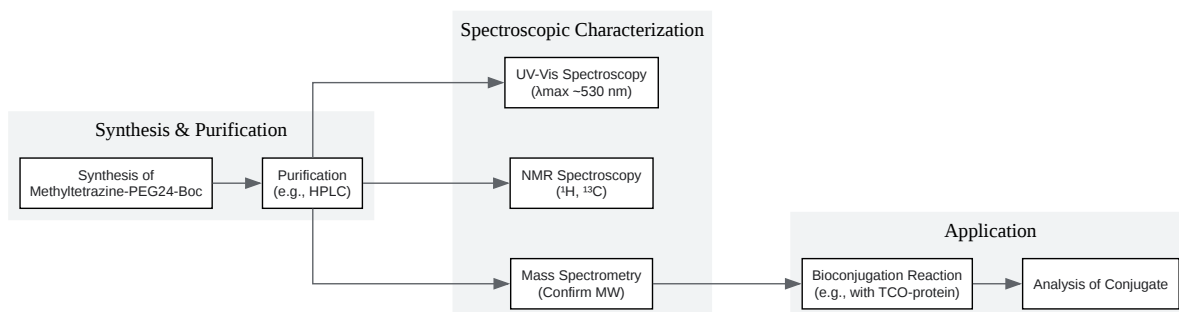 Spectroscopic Characterization
UV-Vis Spectroscopy
(λmax ~530 nm)
Synthesis & Purification
Synthesis of
Methyltetrazine-PEG24-Boc
Purification
(e.g., HPLC)
NMR Spectroscopy
(¹H, ¹³C)
Application
Mass Spectrometry
(Confirm MW)
Bioconjugation Reaction
(e.g., with TCO-protein)
Analysis of Conjugate